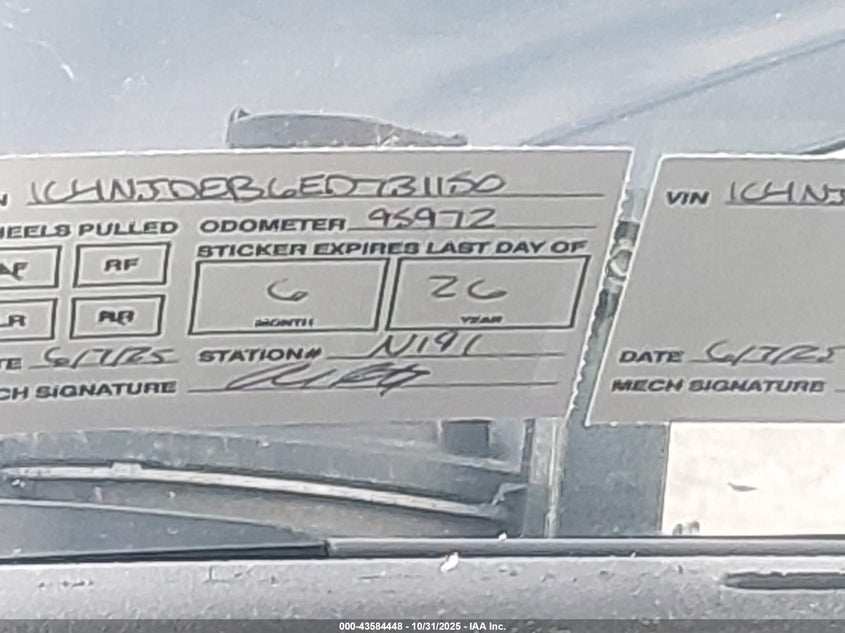 N 1C4NJDEB6ED731150
HEELS PULLED ODOMETER 95972
STICKER EXPIRES LAST DAY OF
RF
6 26
LR RR MONTH YEAR
TE 6/7/25 STATION# N191
CH SIGNATURE
VIN 1C4NJ
DATE 6/7/25
MECH SIGNATURE
000-43584448 - 10/31/2025 - IAA Inc.